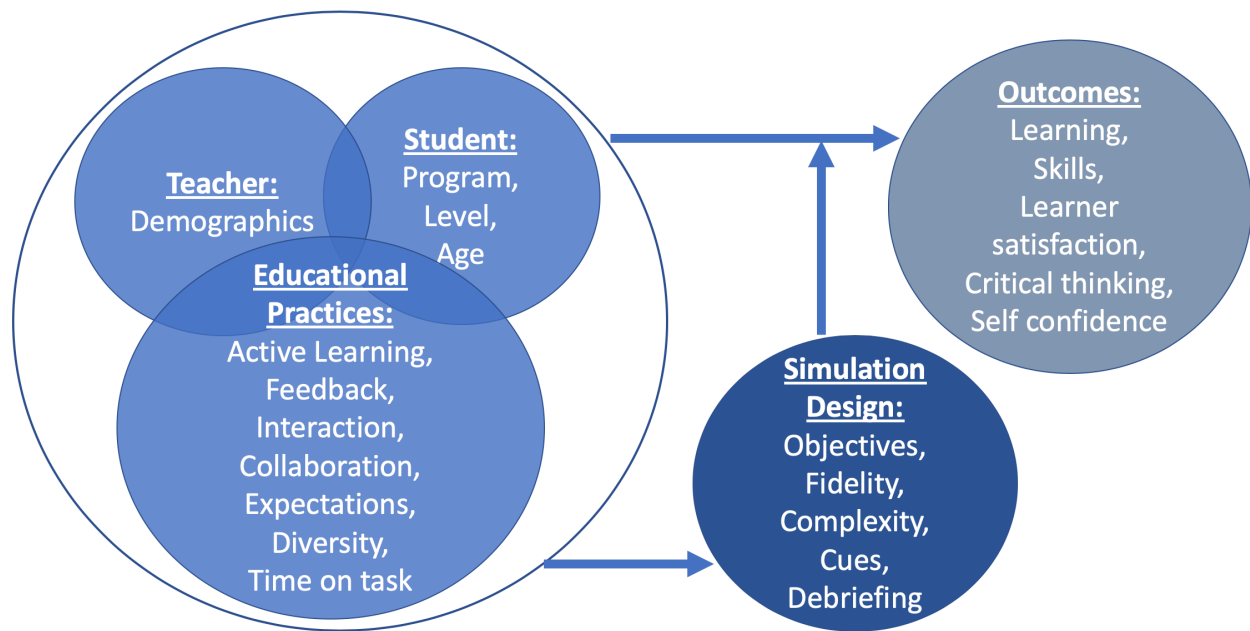 Teacher:
Demographics
Student:
Program,
Level,
Age
Educational
Practices:
Active Learning,
Feedback,
Interaction,
Collaboration,
Expectations,
Diversity,
Time on task
Simulation
Design:
Objectives,
Fidelity,
Complexity,
Cues,
Debriefing
Outcomes:
Learning,
Skills,
Learner
satisfaction,
Critical thinking,
Self confidence